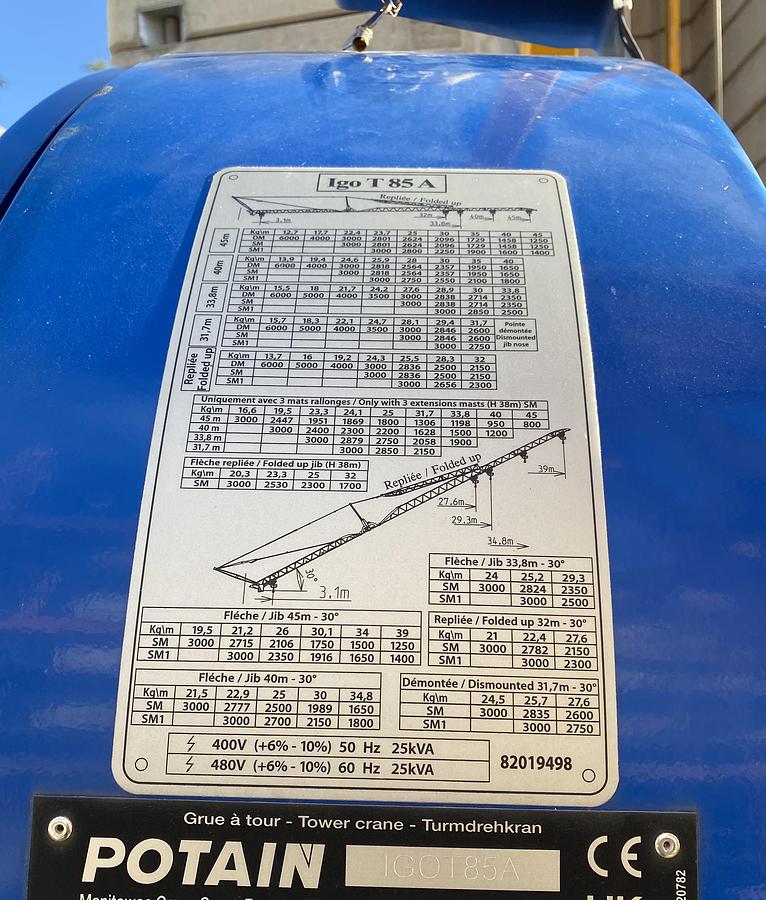 Igo T 85 A
Repliée / Folded up
3,1m 32m 33,8m 40m 45m
45m
Kg\m 12,7 17,7 22,4 23,7 25 30 35 40 45
DM 6000 4000 3000 2801 2624 2096 1729 1458 1250
SM 3000 2801 2624 2096 1729 1458 1250
SM1 3000 2800 2250 1900 1600 1400
40m
Kg\m 13,9 19,4 24,6 25,9 28 30 35 40
DM 6000 4000 3000 2818 2564 2357 1950 1650
SM 3000 2818 2564 2357 1950 1650
SM1 3000 2750 2550 2100 1800
33,8m
Kg\m 15,5 18 21,7 24,2 27,6 28,9 30 33,8
DM 6000 5000 4000 3500 3000 2838 2714 2350
SM 3000 2838 2714 2350
SM1 3000 2850 2500
31,7m
Kg\m 15,7 18,3 22,1 24,7 28,1 29,4 31,7
DM 6000 5000 4000 3500 3000 2846 2600
SM 3000 2846 2600
SM1 3000 2750
Pointe
démontée
Dismounted
jib nose
Repliée
Folded up
Kg\m 13,7 16 19,2 24,3 25,5 28,3 32
DM 6000 5000 4000 3000 2836 2500 2150
SM 3000 2836 2500 2150
SM1 3000 2656 2300
Uniquement avec 3 mats rallonges / Only with 3 extensions masts (H 38m) SM
Kg\m 16,6 19,5 23,3 24,1 25 31,7 33,8 40 45
45 m 3000 2447 1951 1869 1800 1306 1198 950 800
40 m 3000 2400 2300 2200 1628 1500 1200
33,8 m 3000 2879 2750 2058 1900
31,7 m 3000 2850 2150
Flèche repliée / Folded up jib (H 38m)
Kg\m 20,3 23,3 25 32
SM 3000 2530 2300 1700
Repliée / Folded up
39m
27.6m
29.3m
34.8m
30°
3.1m
Flèche / Jib 33,8m - 30°
Kg\m 24 25,2 29,3
SM 3000 2824 2350
SM1 3000 2500
Fléche / Jib 45m - 30°
Kg\m 19,5 21,2 26 30,1 34 39
SM 3000 2715 2106 1750 1500 1250
SM1 3000 2350 1916 1650 1400
Repliée / Folded up 32m - 30°
Kg\m 21 22,4 27,6
SM 3000 2782 2150
SM1 3000 2300
Fléche / Jib 40m - 30°
Kg\m 21,5 22,9 25 30 34,8
SM 3000 2777 2500 1989 1650
SM1 3000 2700 2150 1800
Démontée / Dismounted 31,7m - 30°
Kg\m 24,5 25,7 27,6
SM 3000 2835 2600
SM1 3000 2750
400V (+6% - 10%) 50 Hz 25kVA
480V (+6% - 10%) 60 Hz 25kVA
82019498
Grue à tour - Tower crane - Turmdrehkran
POTAIN IGOT85A CE
20782